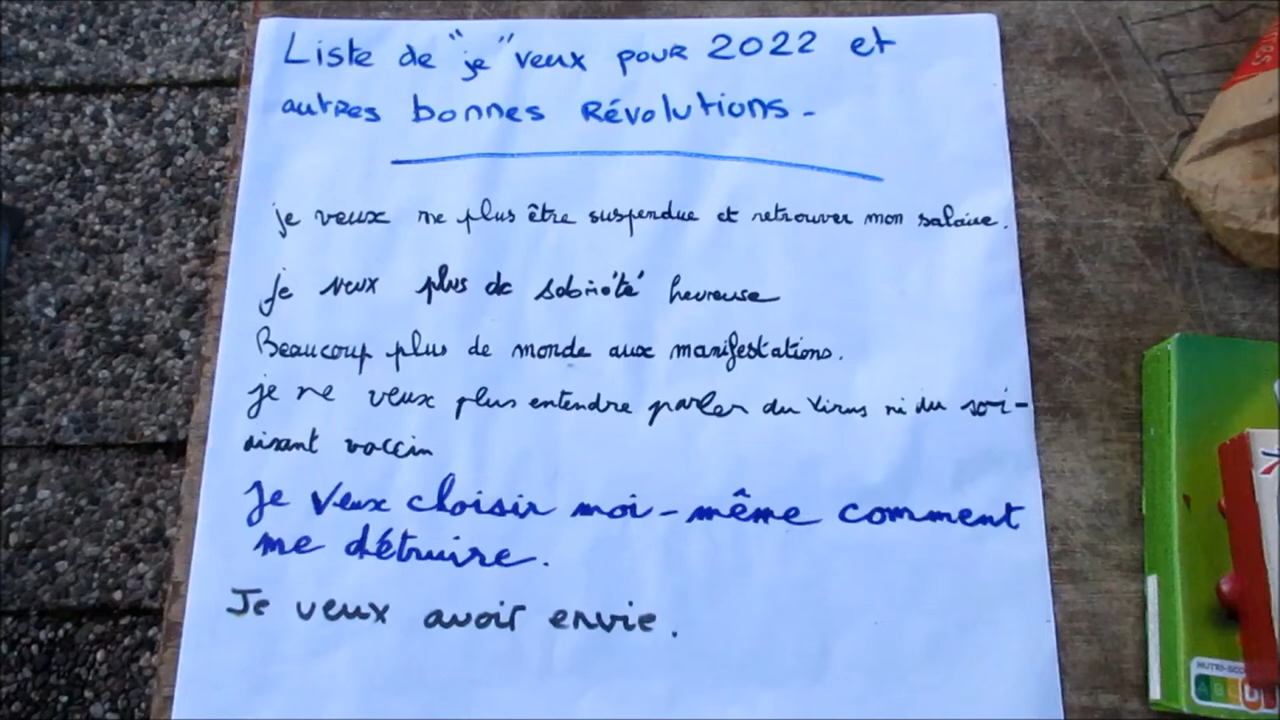 Liste de "je" veux pour 2022 et
autres bonnes Révolutions -
je veux ne plus être suspendue et retrouver mon salaire.
je veux plus de sobriété heureuse
Beaucoup plus de monde aux manifestations.
je ne veux plus entendre parler du virus ni du soi-
disant vaccin
Je veux choisir moi-même comment
me détruire.
Je veux avoir envie.
NUTRI-SCO
A B D